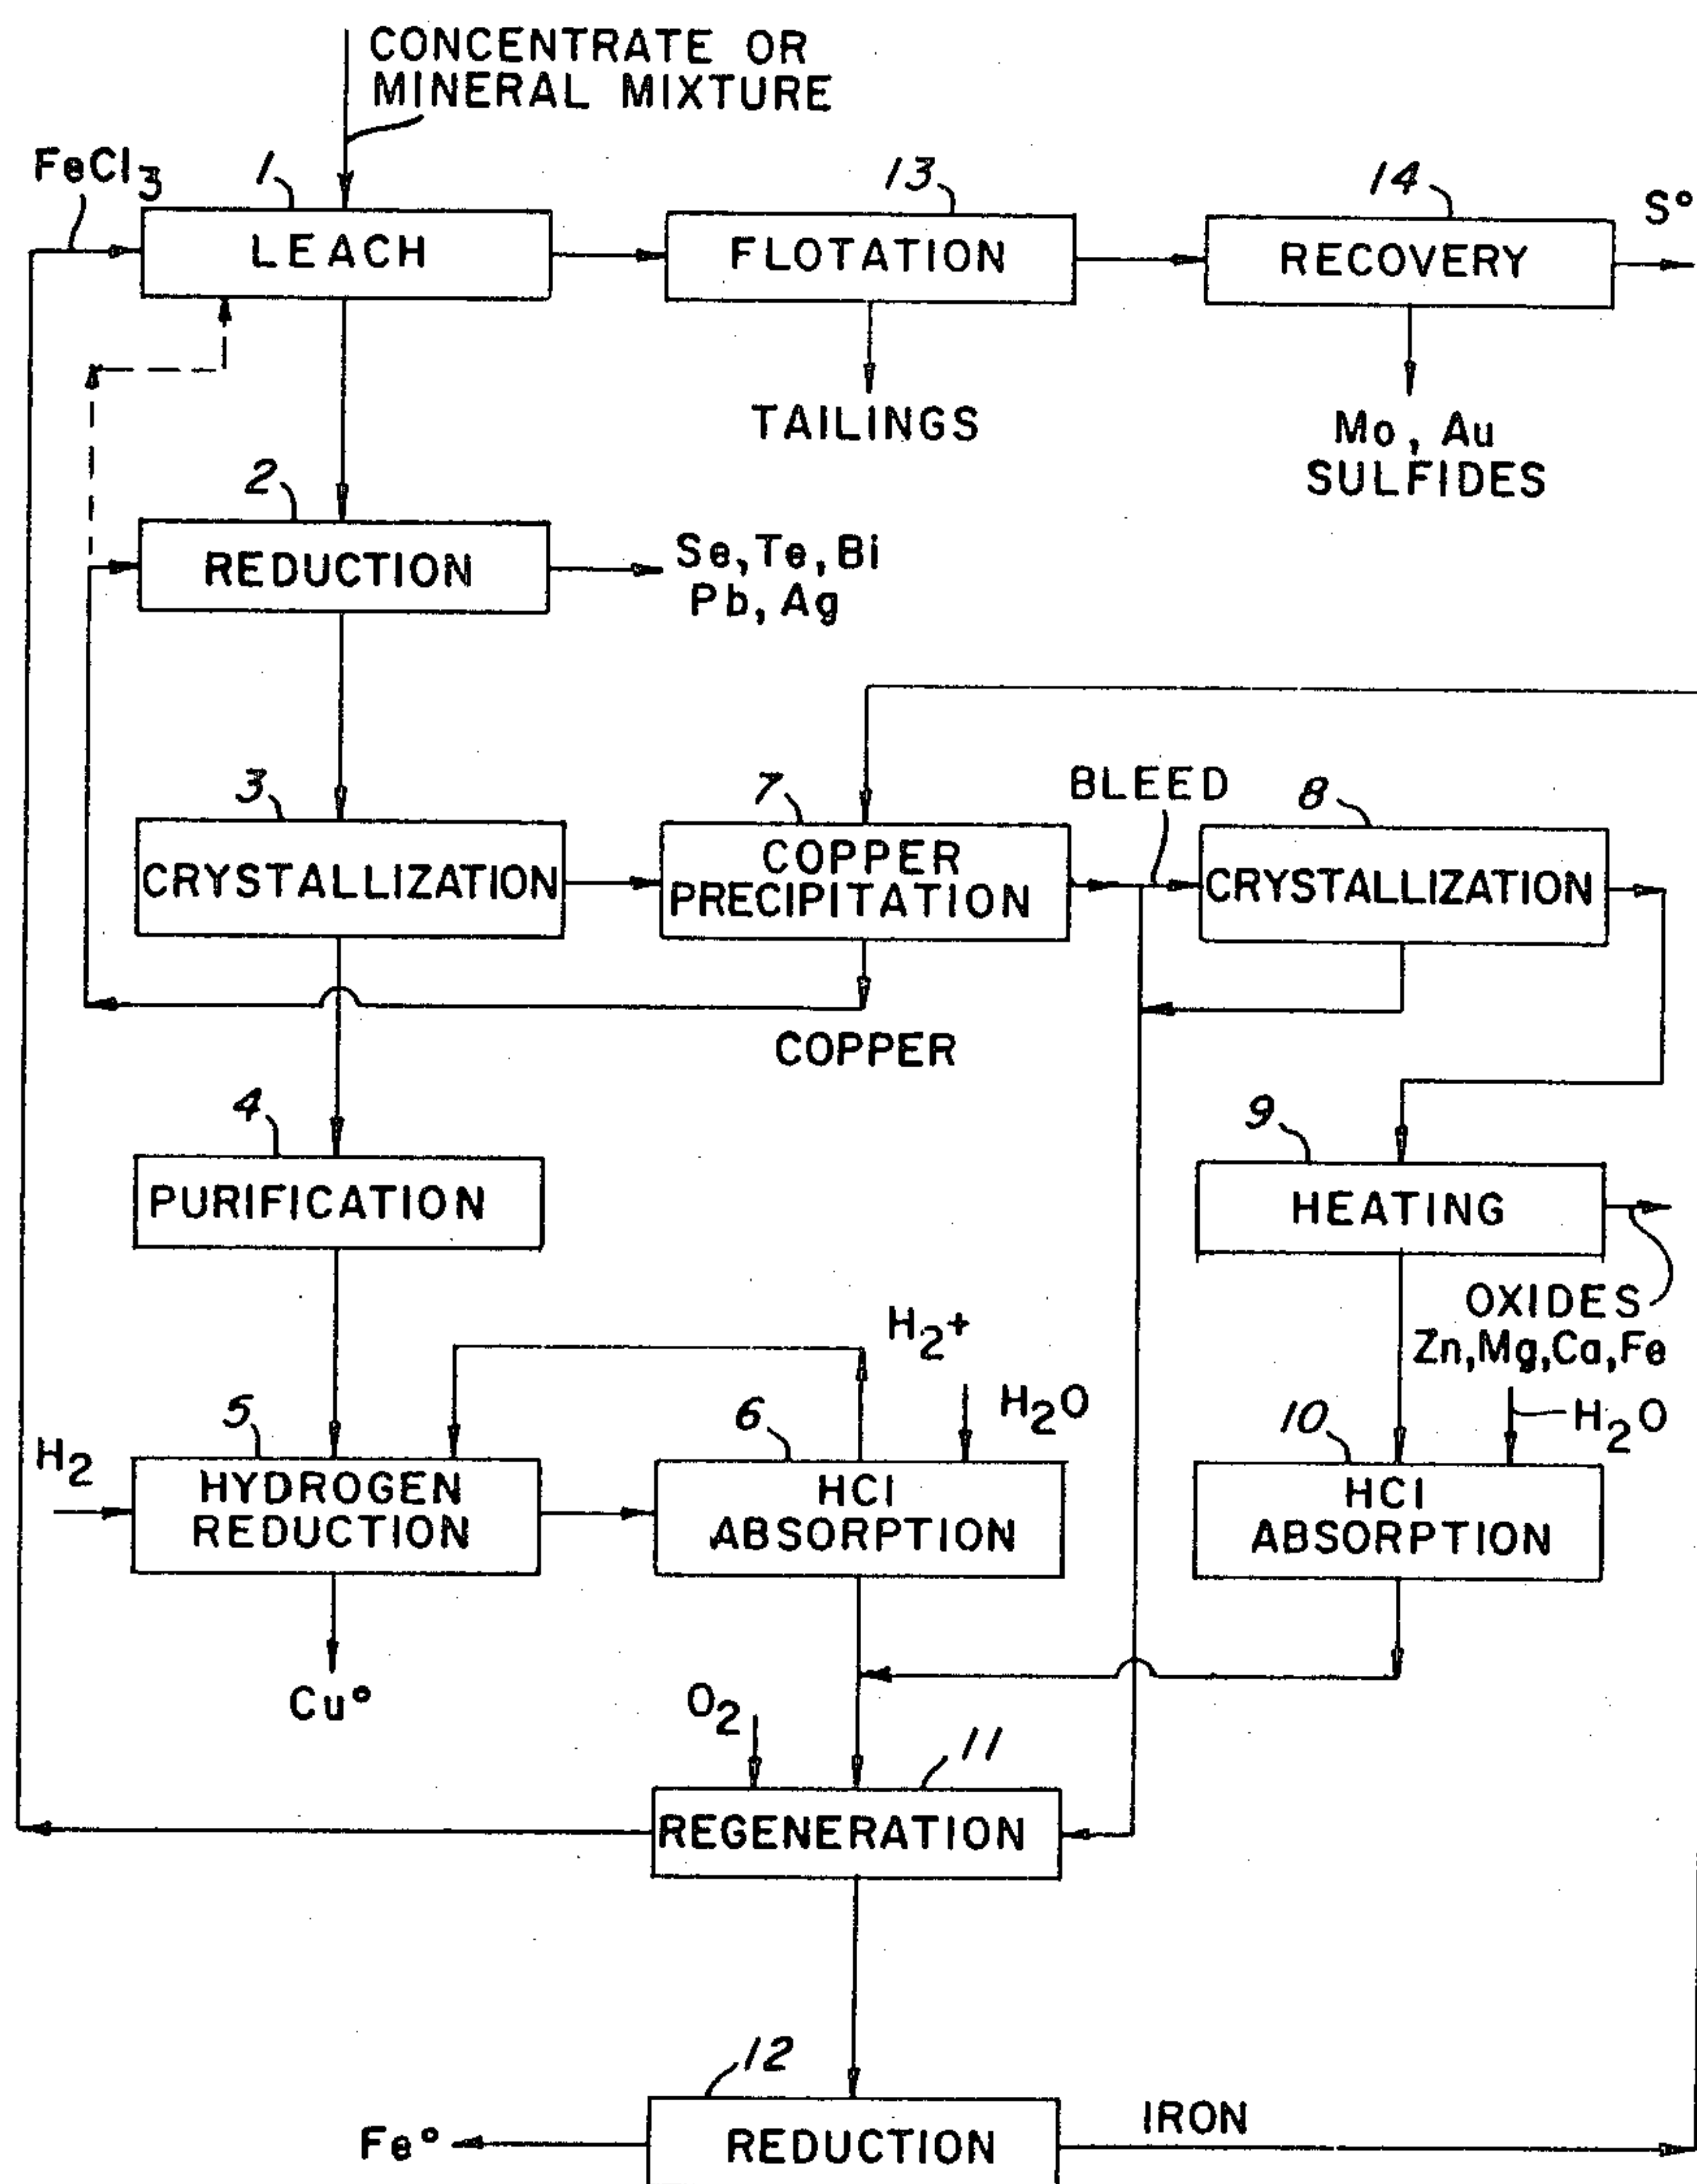 CONCENTRATE OR
MINERAL MIXTURE
FeCl3
1
LEACH
13
FLOTATION
14
RECOVERY
S°
TAILINGS
Mo, Au
SULFIDES
2
REDUCTION
Se, Te, Bi
Pb, Ag
3
CRYSTALLIZATION
7
COPPER
PRECIPITATION
BLEED
8
CRYSTALLIZATION
COPPER
4
PURIFICATION
9
HEATING
OXIDES
Zn, Mg, Ca, Fe
H2+
H2O
H2
5
HYDROGEN
REDUCTION
6
HCl
ABSORPTION
10
H2O
HCl
ABSORPTION
Cu°
O2
11
REGENERATION
12
Fe°
REDUCTION
IRON